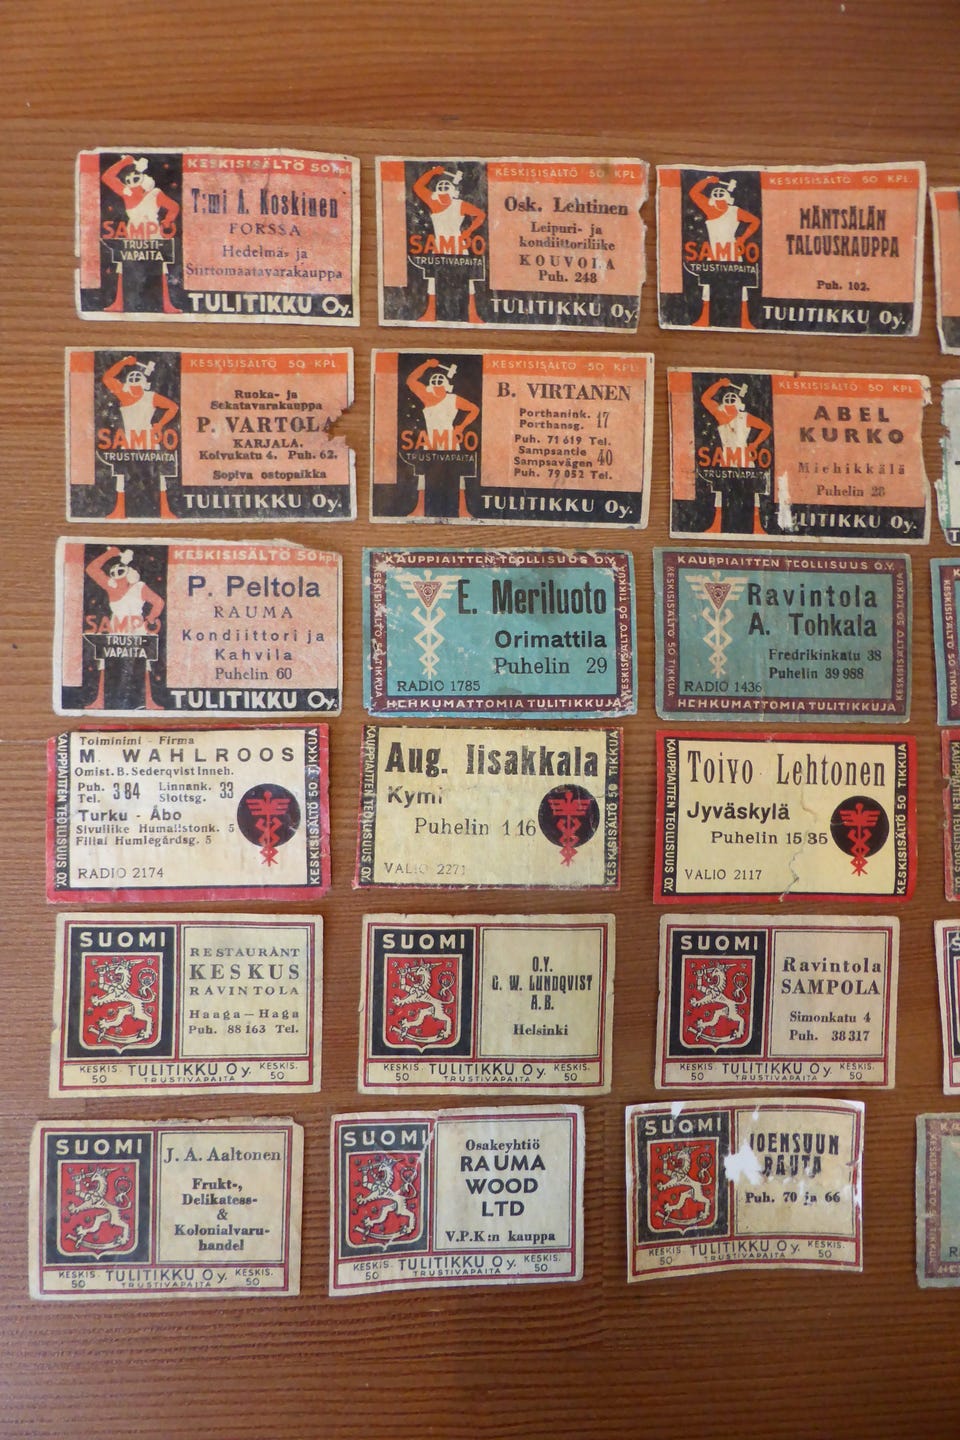 KESKISISÄLTÖ 50 kpl.
T:mi A. Koskinen
FORSSA
Hedelmä- ja
Siirtomaatavarakauppa
SAMPO
TRUSTI-
VAPAITA
TULITIKKU Oy.
KESKISISÄLTÖ 50 KPL.
Osk. Lehtinen
Leipuri- ja
kondiittoriliike
KOUVOLA
Puh. 248
SAMPO
TRUSTIVAPAITA
TULITIKKU Oy.
KESKISISÄLTÖ 50 KPL.
MÄNTSÄLÄN
TALOUSKAUPPA
Puh. 102.
SAMPO
TRUSTIVAPAITA
TULITIKKU Oy.
KESKISISÄLTÖ 50 KPL.
Ruoka- ja
Sekatavarakauppa
P. VARTOLA
KARJALA.
Koivukatu 4. Puh. 62.
Sopiva ostopaikka
SAMPO
TRUSTIVAPAITA
TULITIKKU Oy.
KESKISISÄLTÖ 50 KPL.
B. VIRTANEN
Porthanink. 17
Porthansg.
Puh. 71 619 Tel.
Sampsantie 40
Sampsavägen
Puh. 79 052 Tel.
SAMPO
TRUSTIVAPAITA
TULITIKKU Oy.
KESKISISÄLTÖ 50 KPL
ABEL
KURKO
Miehikkälä
Puhelin 28
SAMPO
TRUSTIVAPAITA
TULITIKKU Oy.
KESKISISÄLTÖ 50 kpl.
P. Peltola
RAUMA
Kondiittori ja
Kahvila
Puhelin 60
SAMPO
TRUSTI-
VAPAITA
TULITIKKU Oy.
KAUPPIAITTEN TEOLLISUUS O.Y.
KESKISISÄLTÖ 50 TIKKUA
E. Meriluoto
Orimattila
Puhelin 29
RADIO 1785
KESKISISÄLTÖ 50 TIKKUA
HEHKUMATTOMIA TULITIKKUJA
KAUPPIAITTEN TEOLLISUUS O.Y.
KESKISISÄLTÖ 50 TIKKUA
Ravintola
A. Tohkala
Fredrikinkatu 38
Puhelin 39 988
RADIO 1436
KESKISISÄLTÖ 50 TIKKUA
HEHKUMATTOMIA TULITIKKUJA
KAUPPIAITTEN TEOLLISUUS OY.
Toiminimi - Firma
M. WAHLROOS
Omist. B. Sederqvist Inneh.
Puh. 384 Linnank. 33
Tel. Slottsg.
Turku - Åbo
Sivuliike Humalistonk. 5
Filial Humlegårdsg. 5
RADIO 2174
KESKISISÄLTÖ 50 TIKKUA
KAUPPIAITTEN TEOLLISUUS OY.
Aug. Iisakkala
Kymi
Puhelin 116
VALIO 2271
KESKISISÄLTÖ 50 TIKKUA
KAUPPIAITTEN TEOLLISUUS OY.
Toivo Lehtonen
Jyväskylä
Puhelin 15 35
VALIO 2117
KESKISISÄLTÖ 50 TIKKUA
SUOMI
RESTAURANT
KESKUS
RAVINTOLA
Haaga - Haga
Puh. 88 163 Tel.
KESKIS. 50 TULITIKKU Oy. KESKIS. 50
TRUSTIVAPAITA
SUOMI
O.Y.
G. W. LUNDQVIST
A.B.
Helsinki
KESKIS. 50 TULITIKKU Oy. KESKIS. 50
TRUSTIVAPAITA
SUOMI
Ravintola
SAMPOLA
Simonkatu 4
Puh. 38 317
KESKIS. 50 TULITIKKU Oy. KESKIS. 50
TRUSTIVAPAITA
SUOMI
J. A. Aaltonen
Frukt-,
Delikatess-
&
Kolonialvaru-
handel
KESKIS. 50 TULITIKKU Oy. KESKIS. 50
TRUSTIVAPAITA
SUOMI
Osakeyhtiö
RAUMA
WOOD
LTD
V.P.K:n kauppa
KESKIS. 50 TULITIKKU Oy. KESKIS. 50
TRUSTIVAPAITA
SUOMI
JOENSUUN
RAUTA
Puh. 70 ja 66
KESKIS. 50 TULITIKKU Oy. KESKIS. 50
TRUSTIVAPAITA